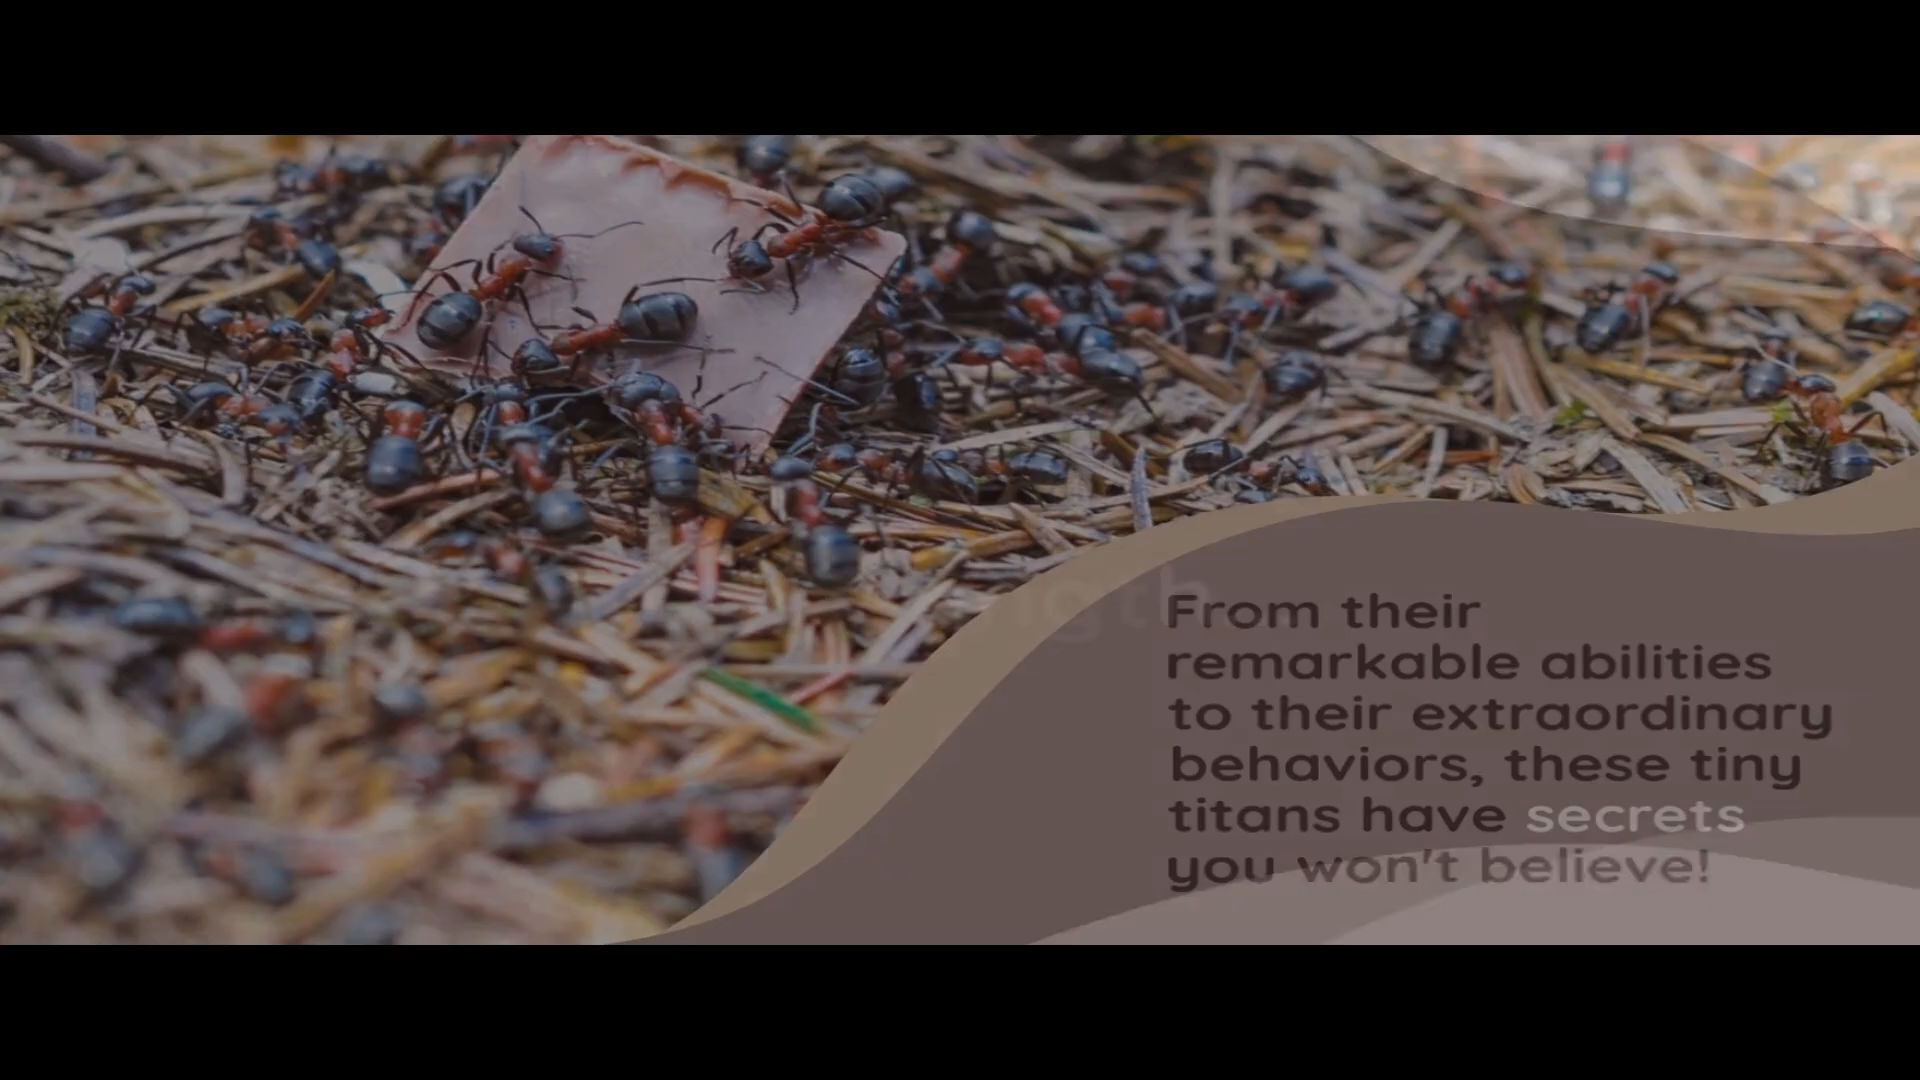 From their
remarkable abilities
to their extraordinary
behaviors, these tiny
titans have secrets
you won't believe!